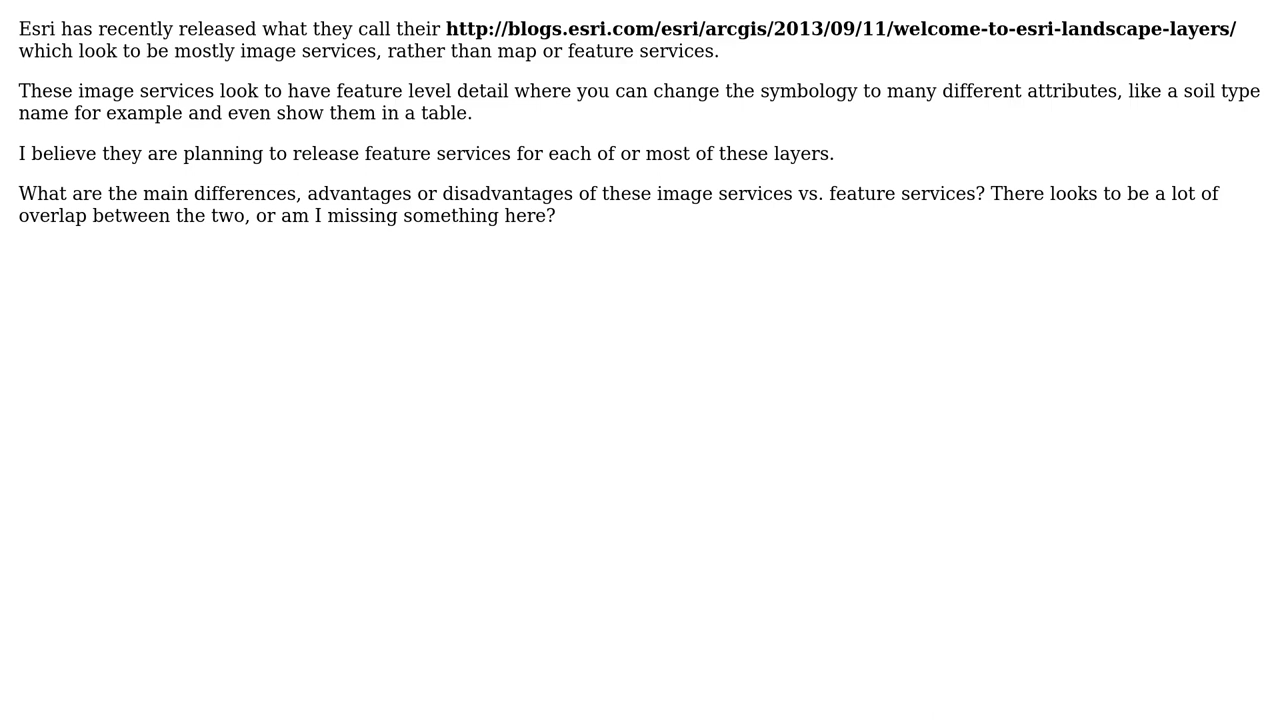 Esri has recently released what they call their http://blogs.esri.com/esri/arcgis/2013/09/11/welcome-to-esri-landscape-layers/
which look to be mostly image services, rather than map or feature services.
These image services look to have feature level detail where you can change the symbology to many different attributes, like a soil type
name for example and even show them in a table.
I believe they are planning to release feature services for each of or most of these layers.
What are the main differences, advantages or disadvantages of these image services vs. feature services? There looks to be a lot of
overlap between the two, or am I missing something here?